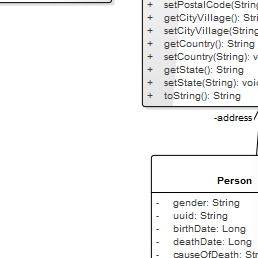 + setPostalCode(String
+ getCityVillage(): Stri
+ setCityVillage(String
+ getCountry(): String
+ setCountry(String): v
+ getState(): String
+ setState(String): voi
+ toString(): String
-address
Person
- gender: String
- uuid: String
- birthDate: Long
- deathDate: Long
- causeOfDeath: Str